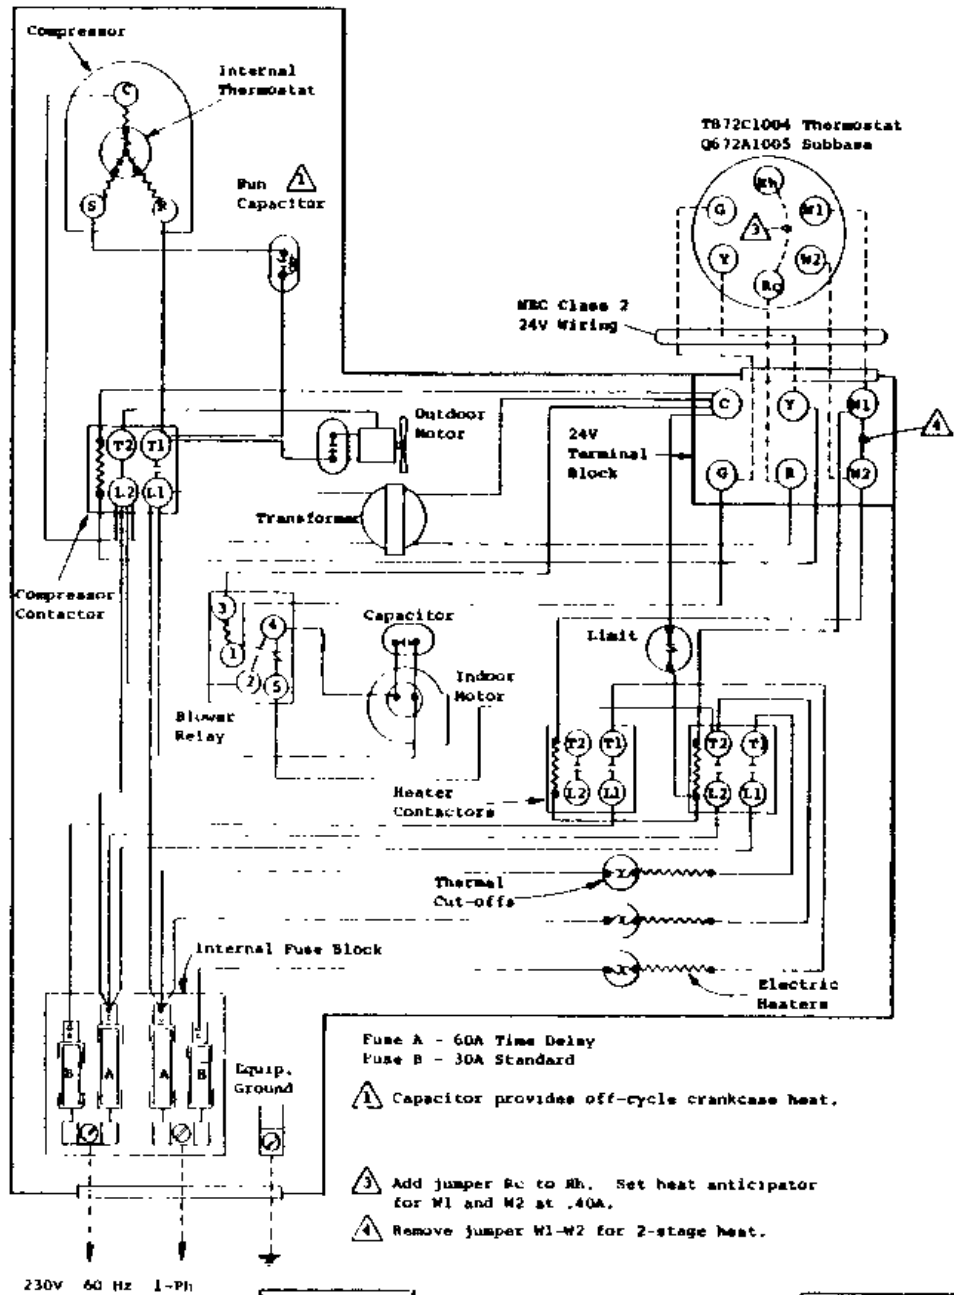 Compressor
Internal
Thermostat
C
S
R
Run 1
Capacitor
T872C1004 Thermostat
Q672A1005 Subbase
Rh
G
W1
3
Y
W2
Rc
NEC Class 2
24V Wiring
C
Y
W1
4
24V
Terminal
Block
G
R
W2
Outdoor
Motor
T2
T1
L2
L1
Transformer
Compressor
Contactor
3
4
1
2
5
Blower
Relay
Capacitor
Indoor
Motor
Limit
T2
T1
T2
T1
L2
L1
L2
L1
Heater
Contactors
Thermal
Cut-offs
Internal Fuse Block
Electric
Heaters
B
A
A
B
Equip.
Ground
Fuse A - 60A Time Delay
Fuse B - 30A Standard
1 Capacitor provides off-cycle crankcase heat.
3 Add jumper Rc to Rh. Set heat anticipator
for W1 and W2 at .40A.
4 Remove jumper W1-W2 for 2-stage heat.
230V 60 Hz 1-Ph